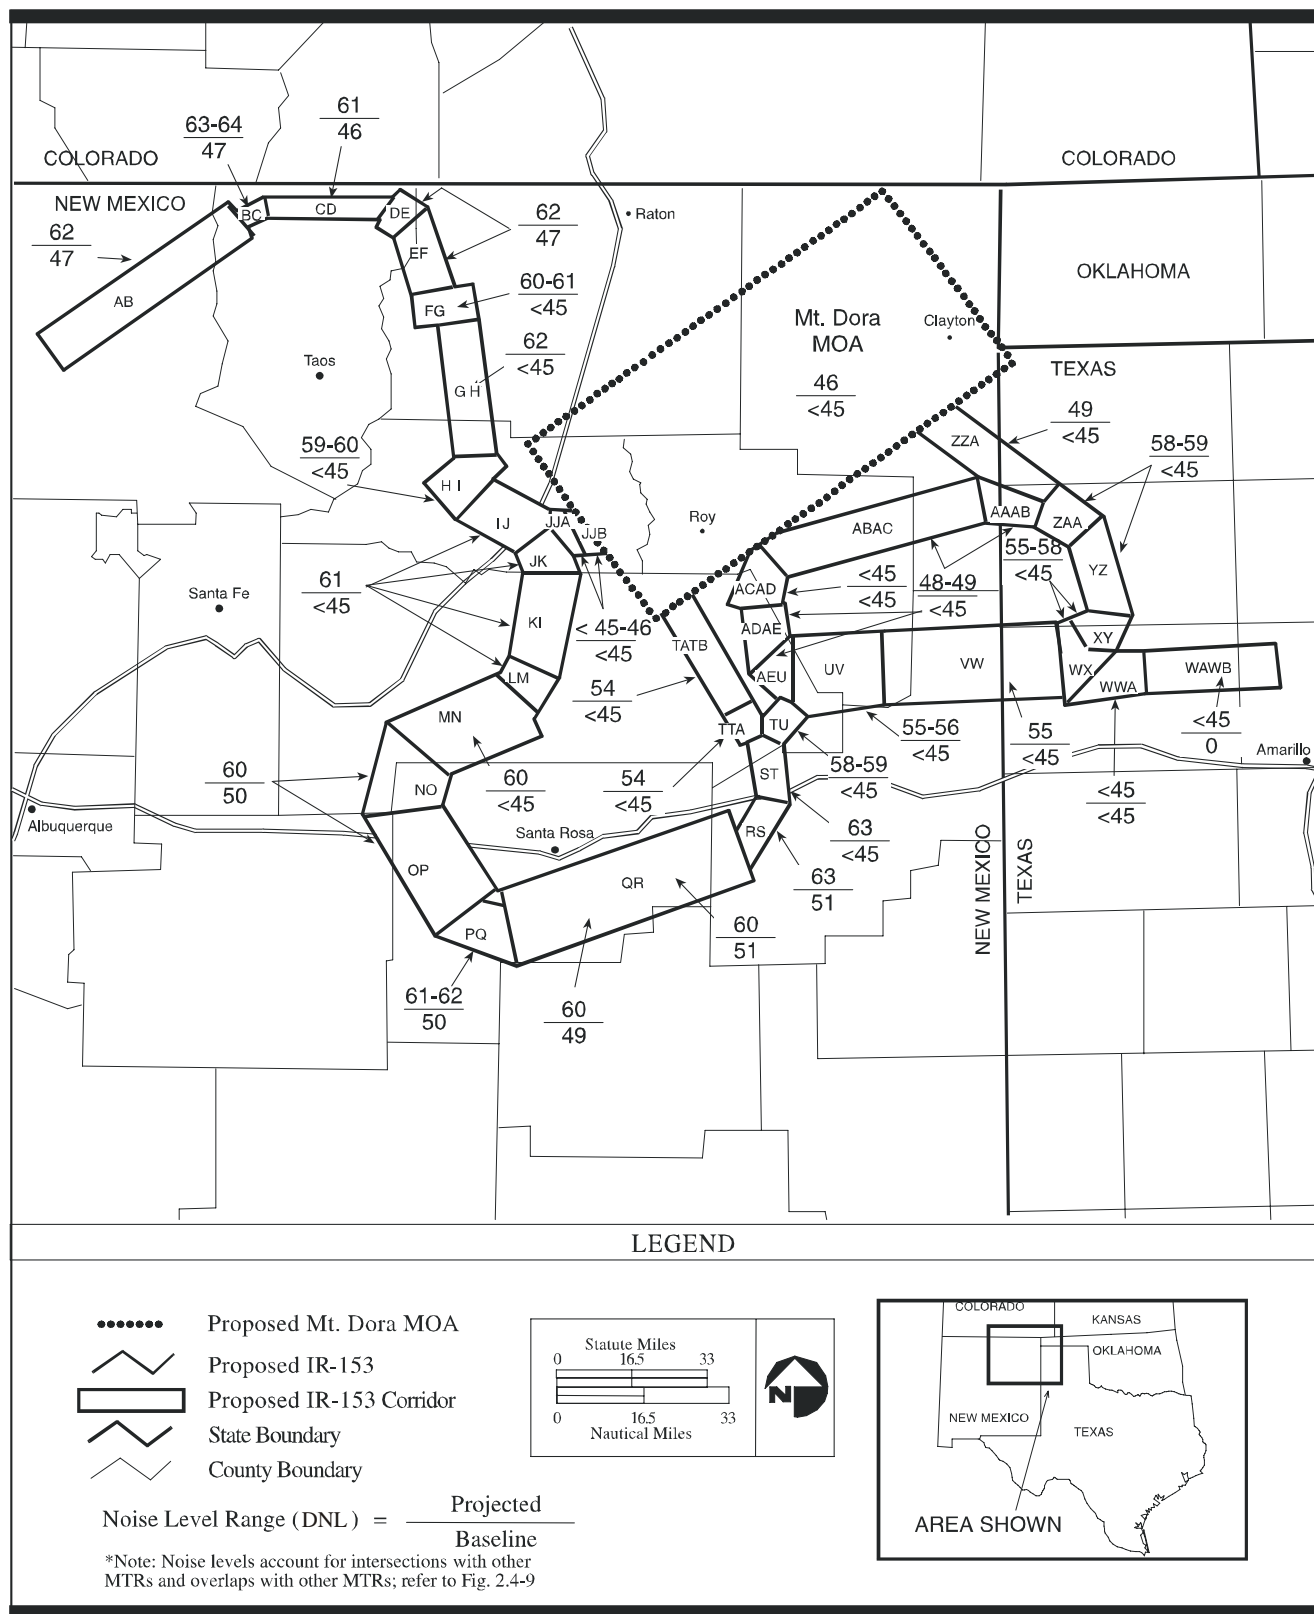 61
46
63-64
47
COLORADO
COLORADO
NEW MEXICO
BC
CD
DE
62
47
62
47
Raton
EF
OKLAHOMA
AB
FG
60-61
<45
Mt. Dora
MOA
Clayton
62
<45
Taos
TEXAS
46
<45
GH
49
<45
ZZA
59-60
<45
58-59
<45
HI
IJ
JJA
JJB
Roy
ABAC
AAAB
ZAA
JK
55-58
<45
YZ
61
<45
Santa Fe
ACAD
<45
<45
48-49
<45
KI
< 45-46
<45
ADAE
TATB
XY
LM
AEU
UV
VW
WX
WWA
WAWB
54
<45
MN
TTA
TU
55-56
<45
55
<45
<45
0
Amarillo
60
50
NO
60
<45
54
<45
ST
58-59
<45
<45
<45
Albuquerque
Santa Rosa
RS
63
<45
OP
QR
63
51
NEW MEXICO
TEXAS
PQ
60
51
61-62
50
60
49
LEGEND
Proposed Mt. Dora MOA
Proposed IR-153
Proposed IR-153 Corridor
State Boundary
County Boundary
Noise Level Range (DNL) = Projected
Baseline
*Note: Noise levels account for intersections with other
MTRs and overlaps with other MTRs; refer to Fig. 2.4-9
Statute Miles
0 16.5 33
0 16.5 33
Nautical Miles
N
COLORADO
KANSAS
OKLAHOMA
NEW MEXICO
TEXAS
AREA SHOWN